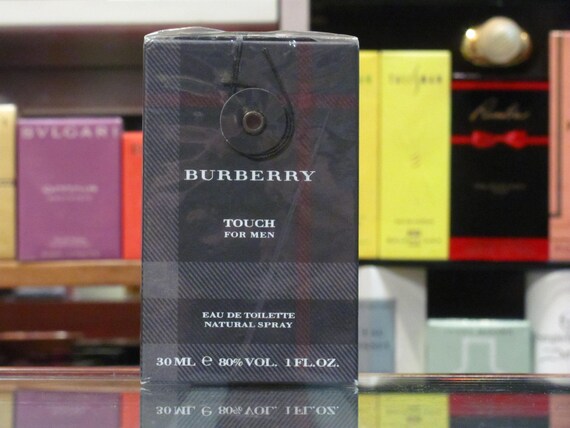 BURBERRY
TOUCH
FOR MEN
EAU DE TOILETTE
NATURAL SPRAY
30 ML e 80% VOL. 1 FL.OZ.
BVLGARI